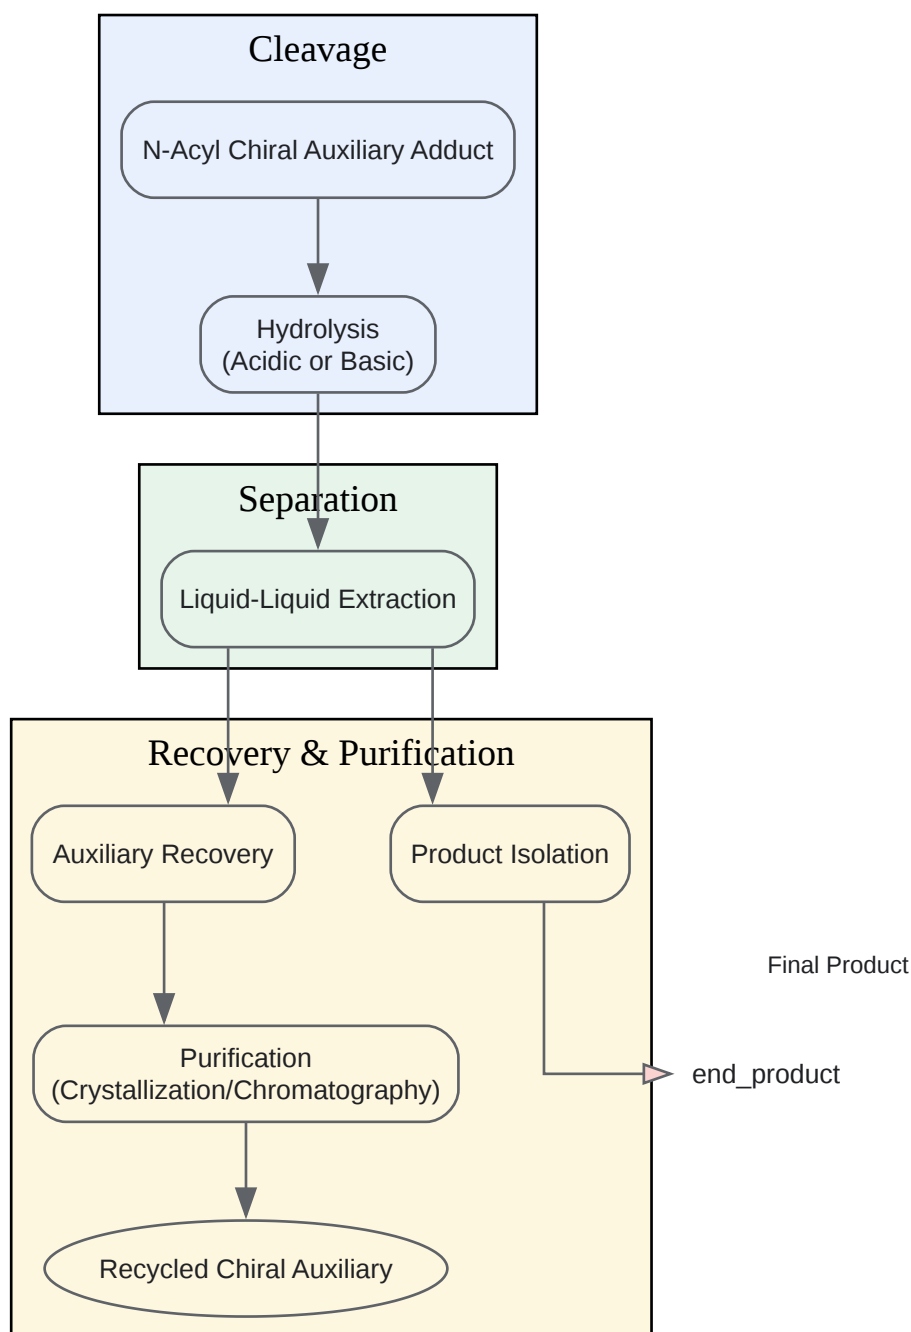 Cleavage
N-Acyl Chiral Auxiliary Adduct
Hydrolysis
(Acidic or Basic)
Separation
Liquid-Liquid Extraction
Recovery & Purification
Auxiliary Recovery
Product Isolation
Final Product
Purification
(Crystallization/Chromatography)
end_product
Recycled Chiral Auxiliary